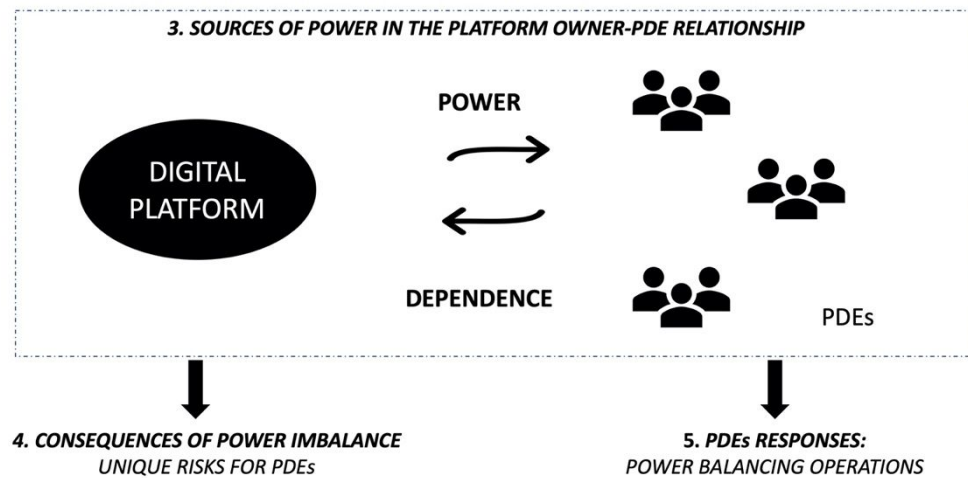 3. SOURCES OF POWER IN THE PLATFORM OWNER-PDE RELATIONSHIP
POWER
DIGITAL
PLATFORM
DEPENDENCE
PDEs
4. CONSEQUENCES OF POWER IMBALANCE
UNIQUE RISKS FOR PDEs
5. PDEs RESPONSES:
POWER BALANCING OPERATIONS